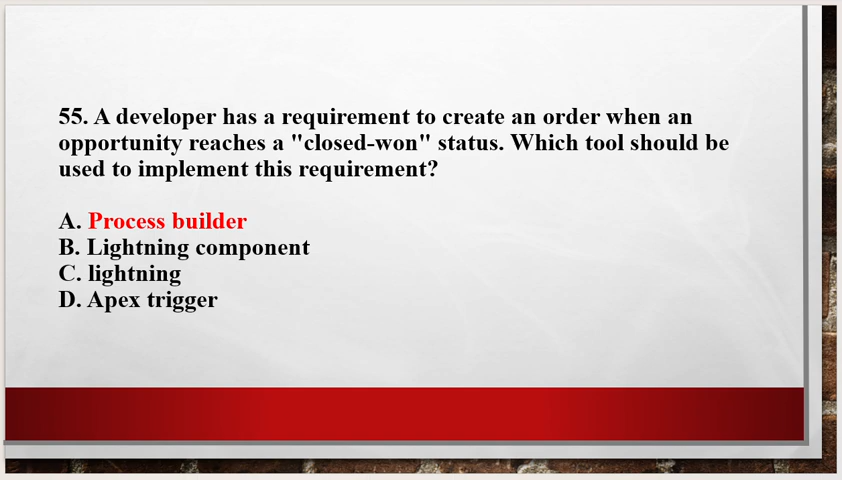 55. A developer has a requirement to create an order when an
opportunity reaches a "closed-won" status. Which tool should be
used to implement this requirement?
A. Process builder
B. Lightning component
C. lightning
D. Apex trigger